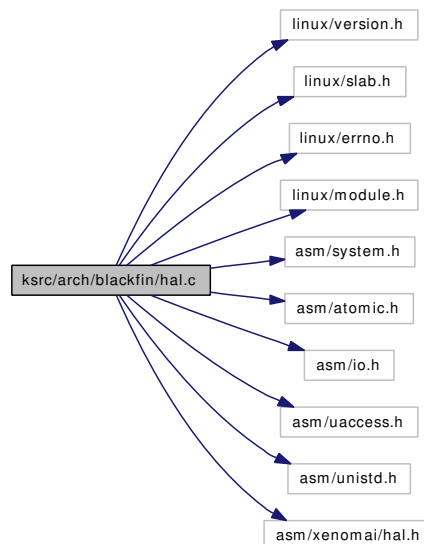 linux/version.h
linux/slab.h
linux/errno.h
linux/module.h
ksrc/arch/blackfin/hal.c
asm/system.h
asm/atomic.h
asm/io.h
asm/uaccess.h
asm/unistd.h
asm/xenomai/hal.h